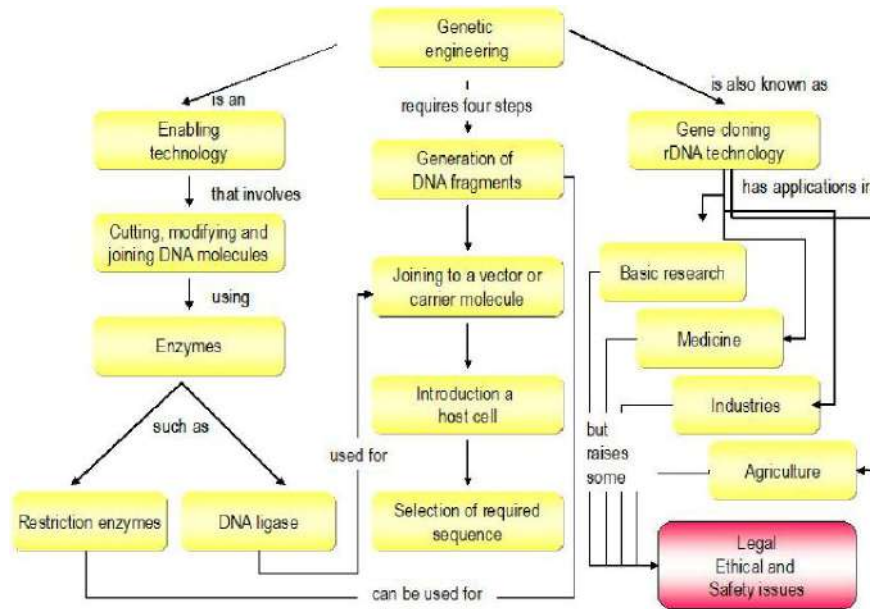 Genetic
engineering
is an
requires four steps
is also known as
Enabling
technology
Generation of
DNA fragments
Gene cloning
rDNA technology
that involves
has applications in
Cutting, modifying and
joining DNA molecules
Joining to a vector or
carrier molecule
Basic research
using
Enzymes
Medicine
Introduction a
host cell
Industries
such as
used for
but
raises
some
Agriculture
Restriction enzymes
DNA ligase
Selection of required
sequence
Legal
Ethical and
Safety issues
can be used for